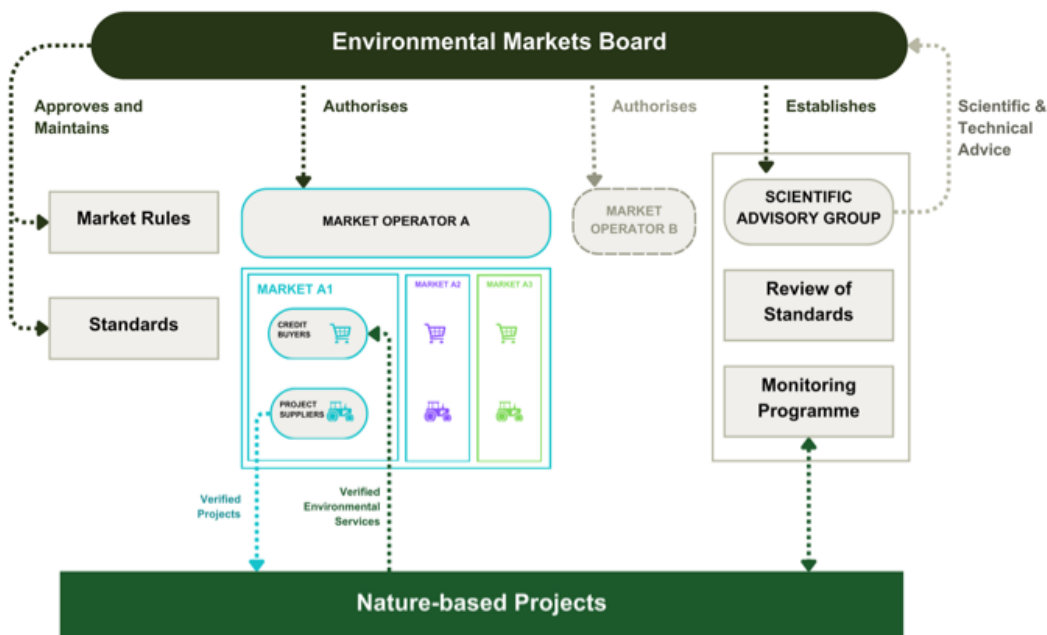 Environmental Markets Board
Approves and
Maintains
Authorises
Authorises
Establishes
Scientific &
Technical
Advice
Market Rules
Standards
MARKET OPERATOR A
MARKET
OPERATOR B
SCIENTIFIC
ADVISORY GROUP
MARKET A1
MARKET A2
MARKET A3
CREDIT
BUYERS
PROJECT
SUPPLIERS
Review of
Standards
Monitoring
Programme
Verified
Projects
Verified
Environmental
Services
Nature-based Projects